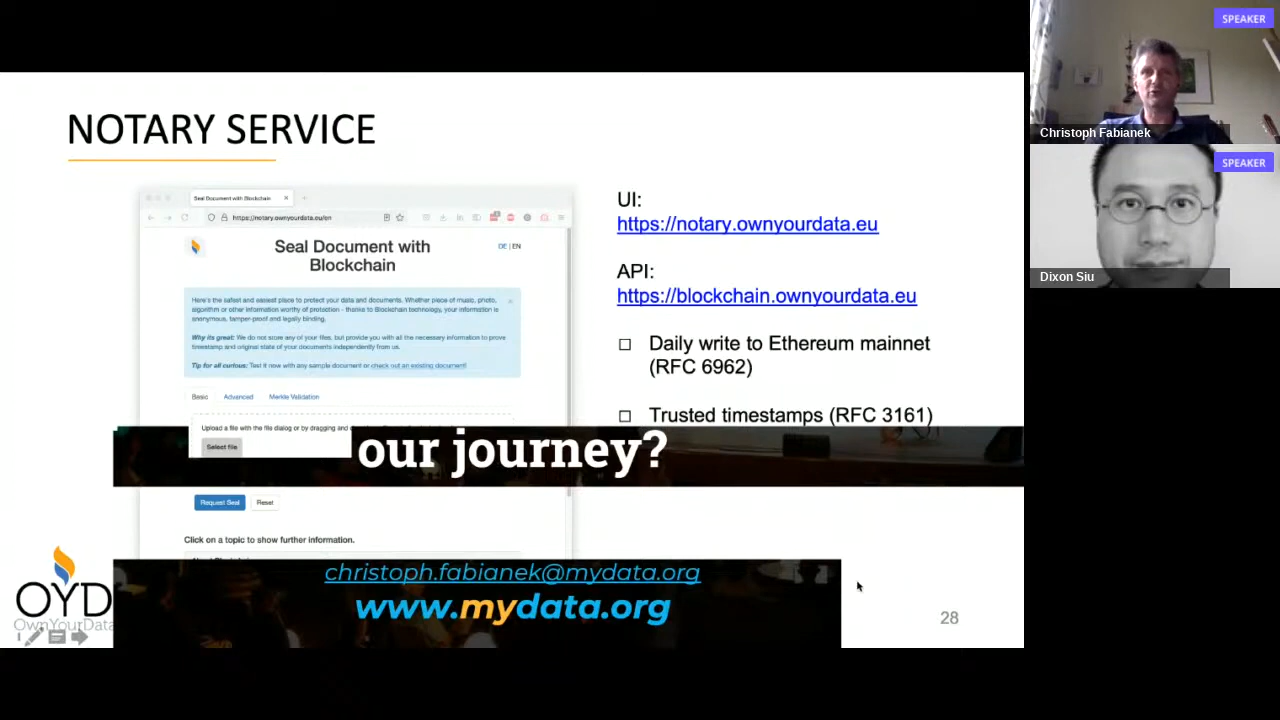 NOTARY SERVICE
Seal Document with Blockchain
https://notary.ownyourdata.eu/en
Seal Document with
Blockchain
DE | EN
Here's the safest and easiest place to protect your data and documents. Whether piece of music, photo,
algorithm or other information worthy of protection - thanks to Blockchain technology, your information is
anonymous, tamper-proof and legally binding.
Why its great: We do not store any of your files, but provide you with all the necessary information to prove
timestamp and original state of your documents independently from us.
Tip for all curious: Test it now with any sample document or check out an existing document!
Basic Advanced Merkle Validation
Upload a file with the file dialog or by dragging and
Select file
our journey?
Request Seal Reset
Click on a topic to show further information.
UI:
https://notary.ownyourdata.eu
API:
https://blockchain.ownyourdata.eu
Daily write to Ethereum mainnet
(RFC 6962)
Trusted timestamps (RFC 3161)
christoph.fabianek@mydata.org
www.mydata.org
OYD
OwnYourData
28
SPEAKER
Christoph Fabianek
SPEAKER
Dixon Siu